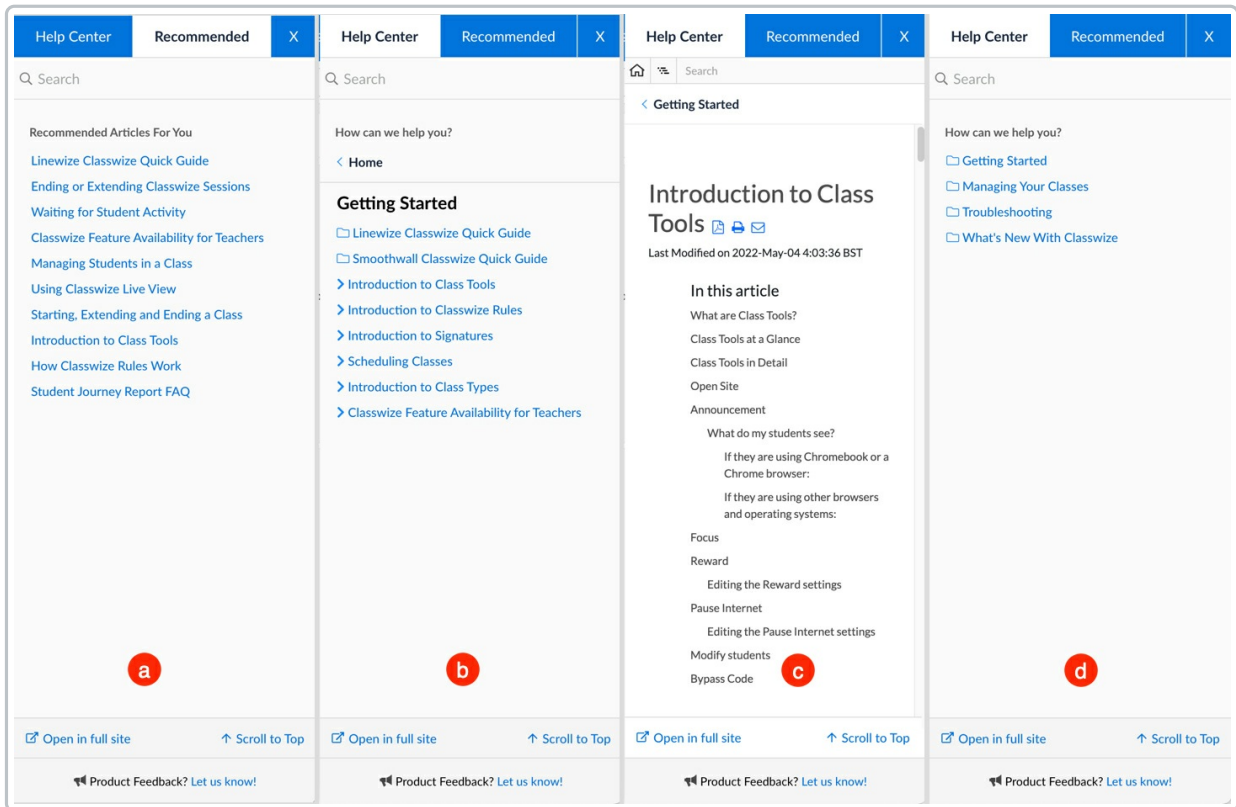 Help Center
Recommended
X
Search
Recommended Articles For You
Linewize Classwize Quick Guide
Ending or Extending Classwize Sessions
Waiting for Student Activity
Classwize Feature Availability for Teachers
Managing Students in a Class
Using Classwize Live View
Starting, Extending and Ending a Class
Introduction to Class Tools
How Classwize Rules Work
Student Journey Report FAQ
a
Open in full site
Scroll to Top
Product Feedback? Let us know!
Help Center
Recommended
X
Search
How can we help you?
Home
Getting Started
Linewize Classwize Quick Guide
Smoothwall Classwize Quick Guide
Introduction to Class Tools
Introduction to Classwize Rules
Introduction to Signatures
Scheduling Classes
Introduction to Class Types
Classwize Feature Availability for Teachers
b
Open in full site
Scroll to Top
Product Feedback? Let us know!
Help Center
Recommended
X
Search
Getting Started
Introduction to Class
Tools
Last Modified on 2022-May-04 4:03:36 BST
In this article
What are Class Tools?
Class Tools at a Glance
Class Tools in Detail
Open Site
Announcement
What do my students see?
If they are using Chromebook or a
Chrome browser:
If they are using other browsers
and operating systems:
Focus
Reward
Editing the Reward settings
Pause Internet
Editing the Pause Internet settings
Modify students
Bypass Code
c
Open in full site
Scroll to Top
Product Feedback? Let us know!
Help Center
Recommended
X
Search
How can we help you?
Getting Started
Managing Your Classes
Troubleshooting
What's New With Classwize
d
Open in full site
Scroll to Top
Product Feedback? Let us know!